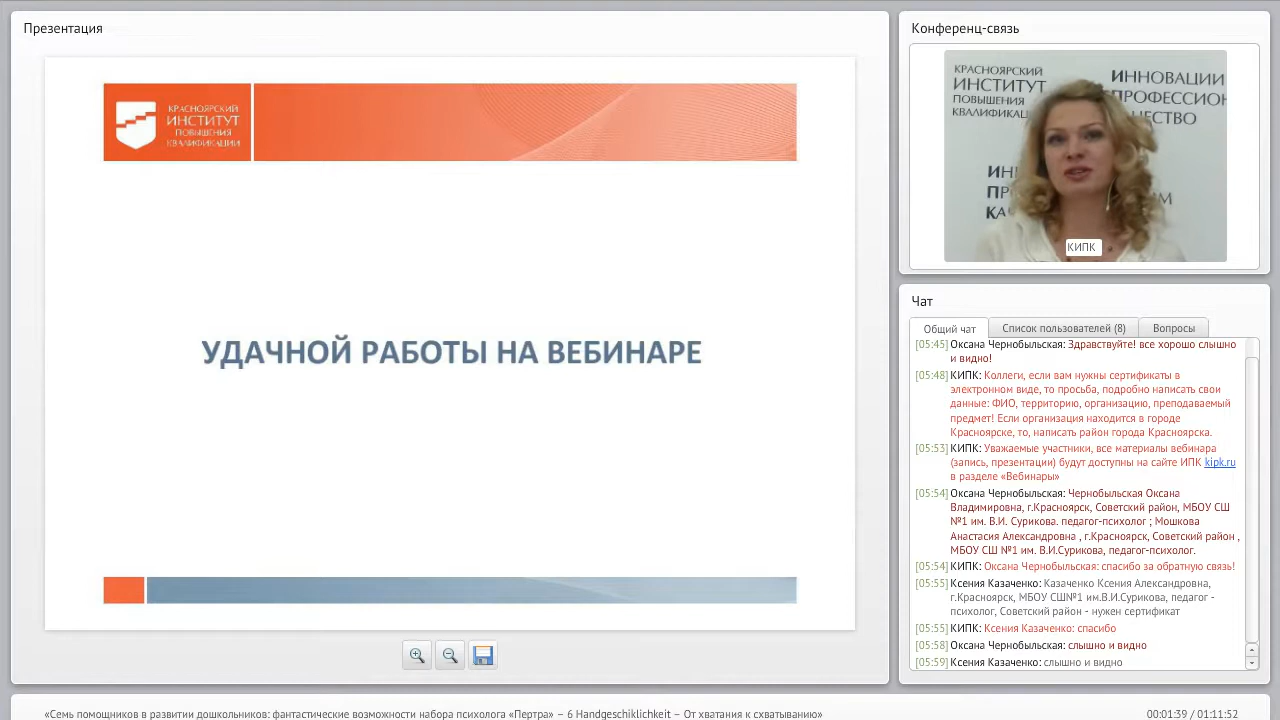 Презентация
КРАСНОЯРСКИЙ
ИНСТИТУТ
ПОВЫШЕНИЯ
КВАЛИФИКАЦИИ
УДАЧНОЙ РАБОТЫ НА ВЕБИНАРЕ
Конференц-связь
КРАСНОЯРСКИЙ
ИНСТИТУТ
ПОВЫШЕНИЯ
ИННОВАЦИИ
КИПК
Чат
Общий чат
Список пользователей (8)
Вопросы
[05:45] Оксана Чернобыльская: Здравствуйте! все хорошо слышно
и видно!
[05:48] КИПК: Коллеги, если вам нужны сертификаты в
электронном виде, то просьба, подробно написать свои
данные: ФИО, территорию, организацию, преподаваемый
предмет! Если организация находится в городе
Красноярске, то, написать район города Красноярска.
[05:53] КИПК: Уважаемые участники, все материалы вебинара
(запись, презентации) будут доступны на сайте ИПК kipk.ru
в разделе «Вебинары»
[05:54] Оксана Чернобыльская: Чернобыльская Оксана
Владимировна, г.Красноярск, Советский район, МБОУ СШ
№1 им. В.И. Сурикова. педагог-психолог ; Мошкова
Анастасия Александровна , г.Красноярск, Советский район ,
МБОУ СШ №1 им. В.И.Сурикова, педагог-психолог.
[05:54] КИПК: Оксана Чернобыльская: спасибо за обратную связь!
[05:55] Ксения Казаченко: Казаченко Ксения Александровна,
г.Красноярск, МБОУ СШ№1 им.В.И.Сурикова, педагог -
психолог, Советский район - нужен сертификат
[05:55] КИПК: Ксения Казаченко: спасибо
[05:58] Оксана Чернобыльская: слышно и видно
[05:59] Ксения Казаченко: слышно и видно
«Семь помощников в развитии дошкольников: фантастические возможности набора психолога «Пертра» – 6 Handgeschiklichkeit – От хватания к схватыванию»
00:01:39 / 01:11:52